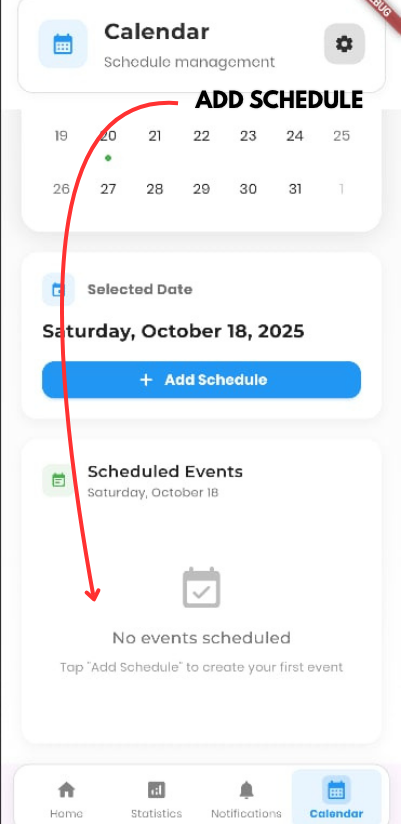 BUG
Calendar
Schedule management
ADD SCHEDULE
19 20 21 22 23 24 25
26 27 28 29 30 31 1
Selected Date
Saturday, October 18, 2025
+ Add Schedule
Scheduled Events
Saturday, October 18
No events scheduled
Tap "Add Schedule" to create your first event
Home Statistics Notifications Calendar